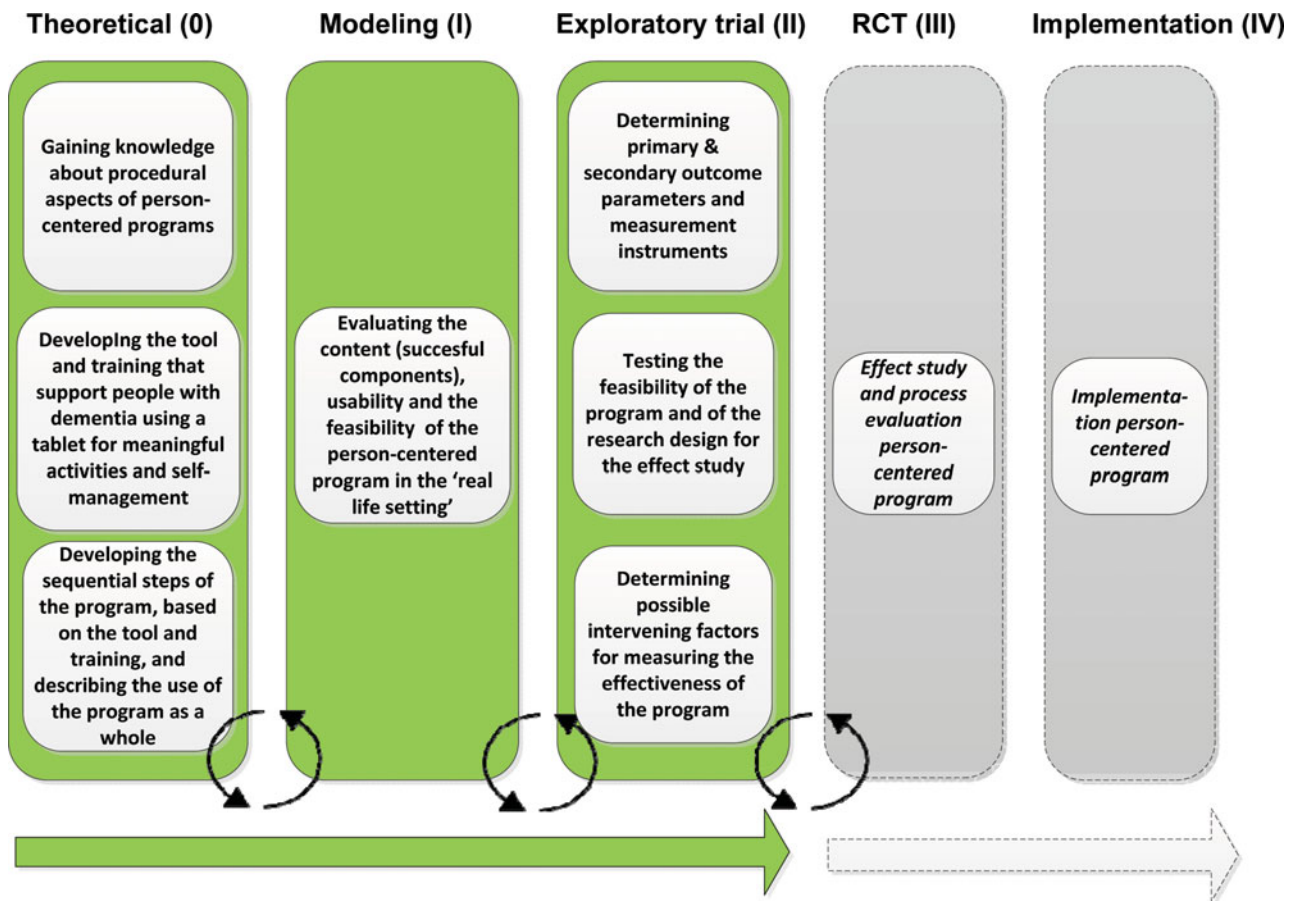 Theoretical (0)
Modeling (I)
Exploratory trial (II)
RCT (III)
Implementation (IV)
Gaining knowledge
about procedural
aspects of person-
centered programs
Developing the tool
and training that
support people with
dementia using a
tablet for meaningful
activities and self-
management
Developing the
sequential steps of
the program, based
on the tool and
training, and
describing the use of
the program as a
whole
Evaluating the
content (succesful
components),
usability and the
feasibility of the
person-centered
program in the ‘real
life setting’
Determining
primary &
secondary outcome
parameters and
measurement
instruments
Testing the
feasibility of the
program and of the
research design for
the effect study
Determining
possible
intervening factors
for measuring the
effectiveness of
the program
Effect study
and process
evaluation
person-
centered
program
Implementa-
tion person-
centered
program